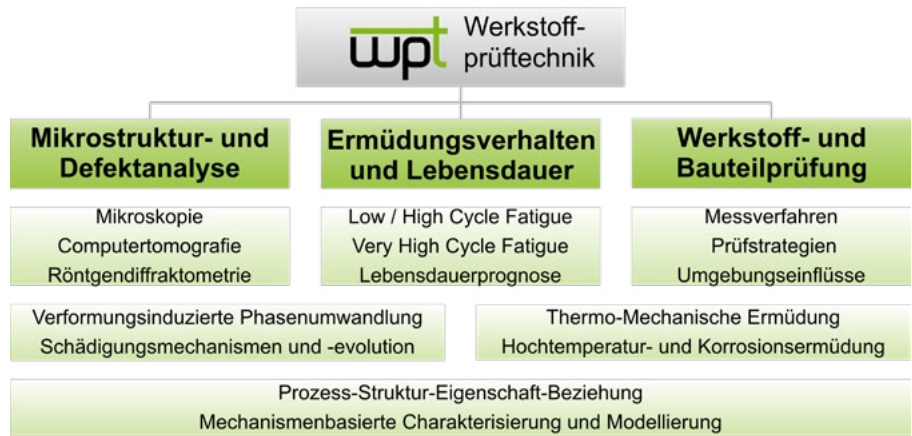 wpt Werkstoff-
prüftechnik
Mikrostruktur- und
Defektanalyse
Ermüdungsverhalten
und Lebensdauer
Werkstoff- und
Bauteilprüfung
Mikroskopie
Computertomografie
Röntgendiffraktometrie
Low / High Cycle Fatigue
Very High Cycle Fatigue
Lebensdauerprognose
Messverfahren
Prüfstrategien
Umgebungseinflüsse
Verformungsinduzierte Phasenumwandlung
Schädigungsmechanismen und -evolution
Thermo-Mechanische Ermüdung
Hochtemperatur- und Korrosionsermüdung
Prozess-Struktur-Eigenschaft-Beziehung
Mechanismenbasierte Charakterisierung und Modellierung